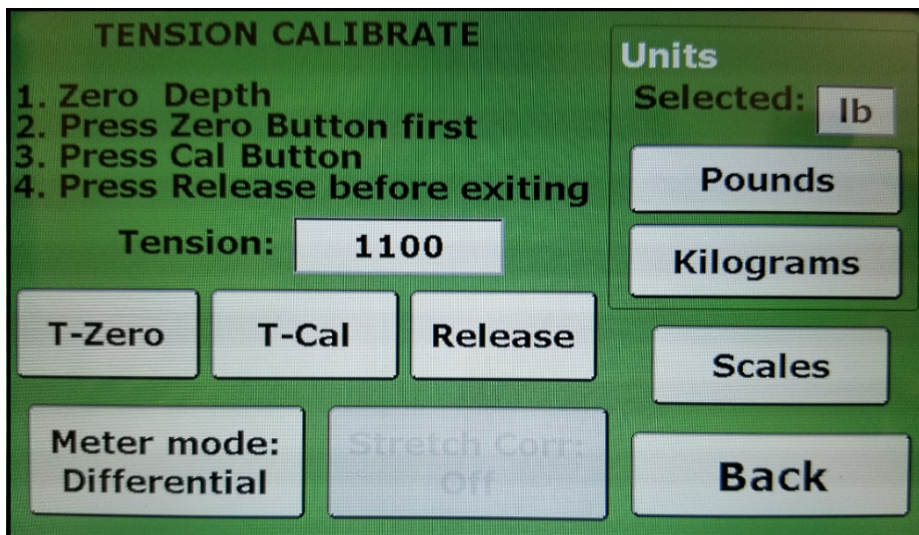 TENSION CALIBRATE
1. Zero Depth
2. Press Zero Button first
3. Press Cal Button
4. Press Release before exiting
Tension: 1100
T-Zero T-Cal Release
Meter mode:
Differential
Stretch Corr:
Off
Units
Selected: lb
Pounds
Kilograms
Scales
Back